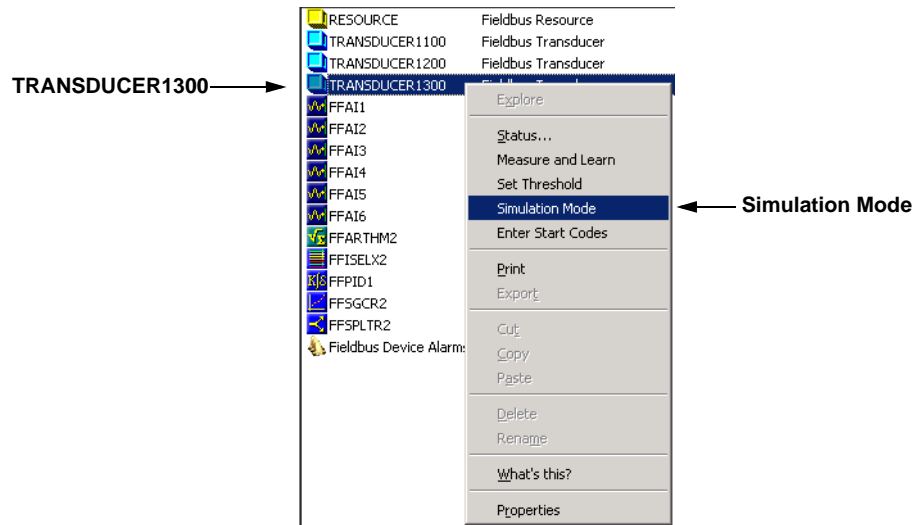 RESOURCE Fieldbus Resource
TRANSDUCER1100 Fieldbus Transducer
TRANSDUCER1200 Fieldbus Transducer
TRANSDUCER1300
TRANSDUCER1300
FFAI1
FFAI2
FFAI3
FFAI4
FFAI5
FFAI6
FFARTHM2
FFISELX2
FFPID1
FFSGCR2
FFSPLTR2
Fieldbus Device Alarms
Explore
Status...
Measure and Learn
Set Threshold
Simulation Mode
Enter Start Codes
Print
Export
Cut
Copy
Paste
Delete
Rename
What's this?
Properties
Simulation Mode